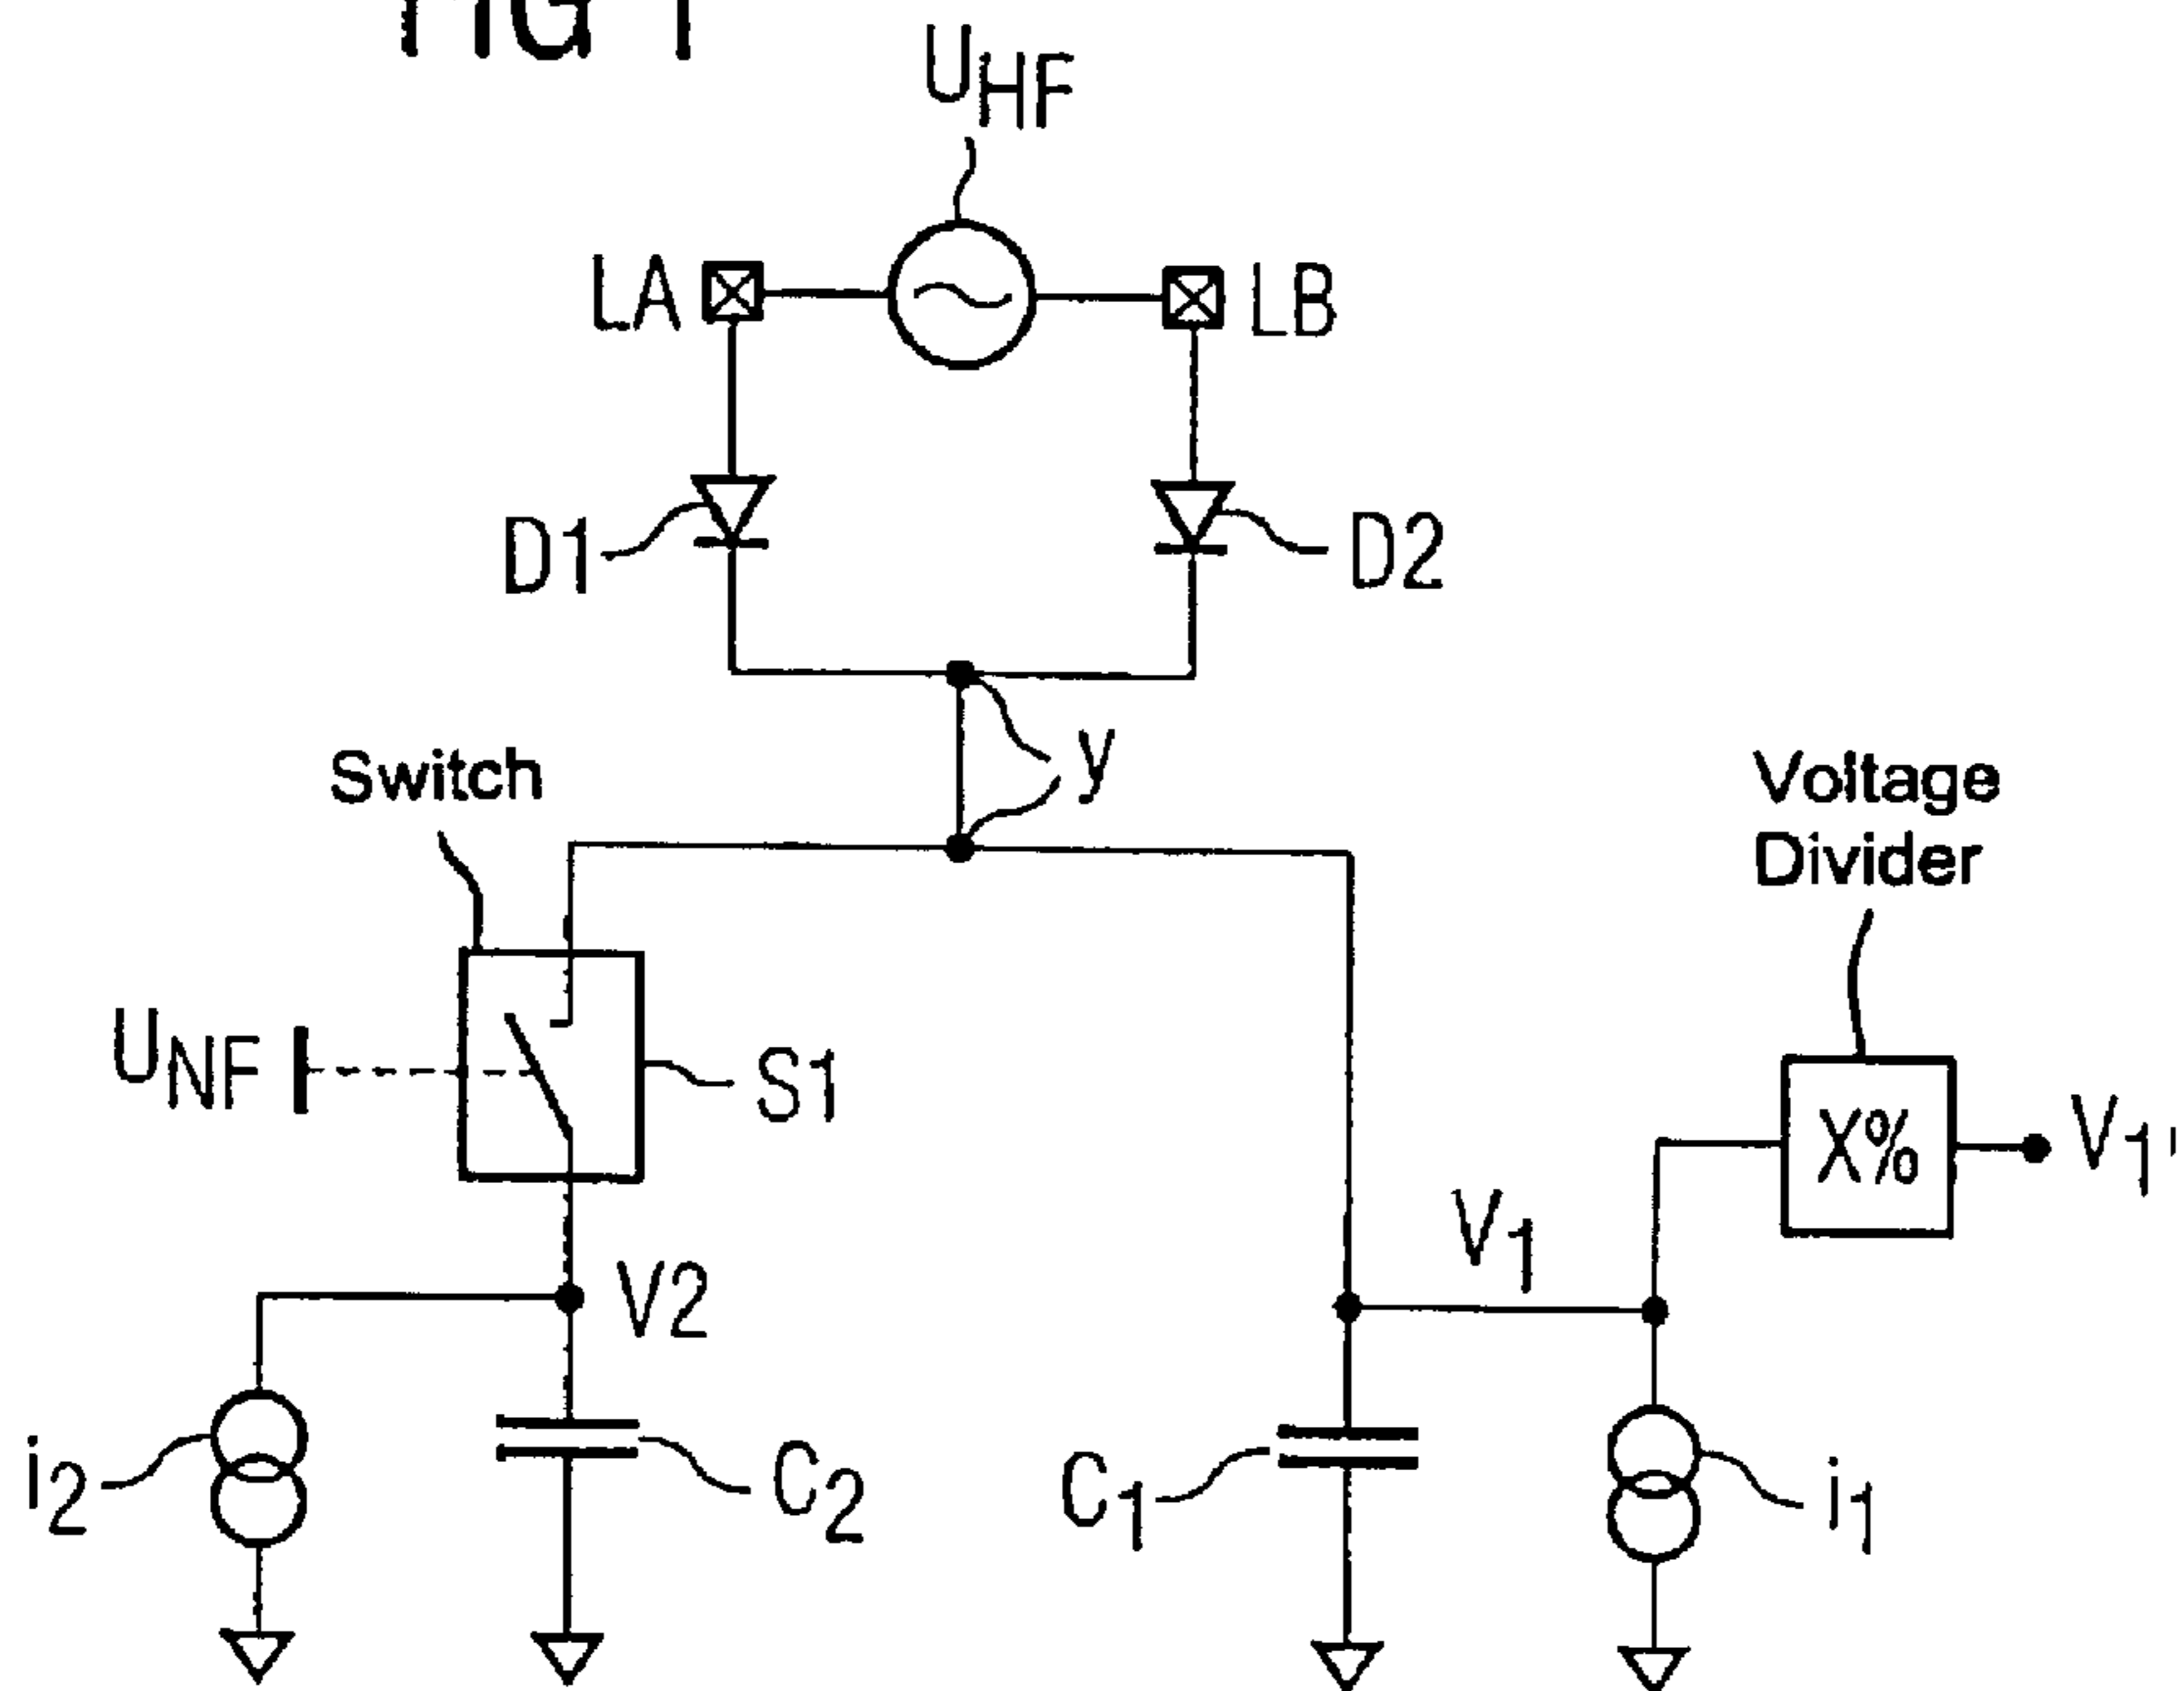 FIG 1
UHF
LA
LB
D1
D2
y
Switch
Voltage
Divider
UNF
S1
X%
V1'
V1
V2
i2
C2
C1
i1